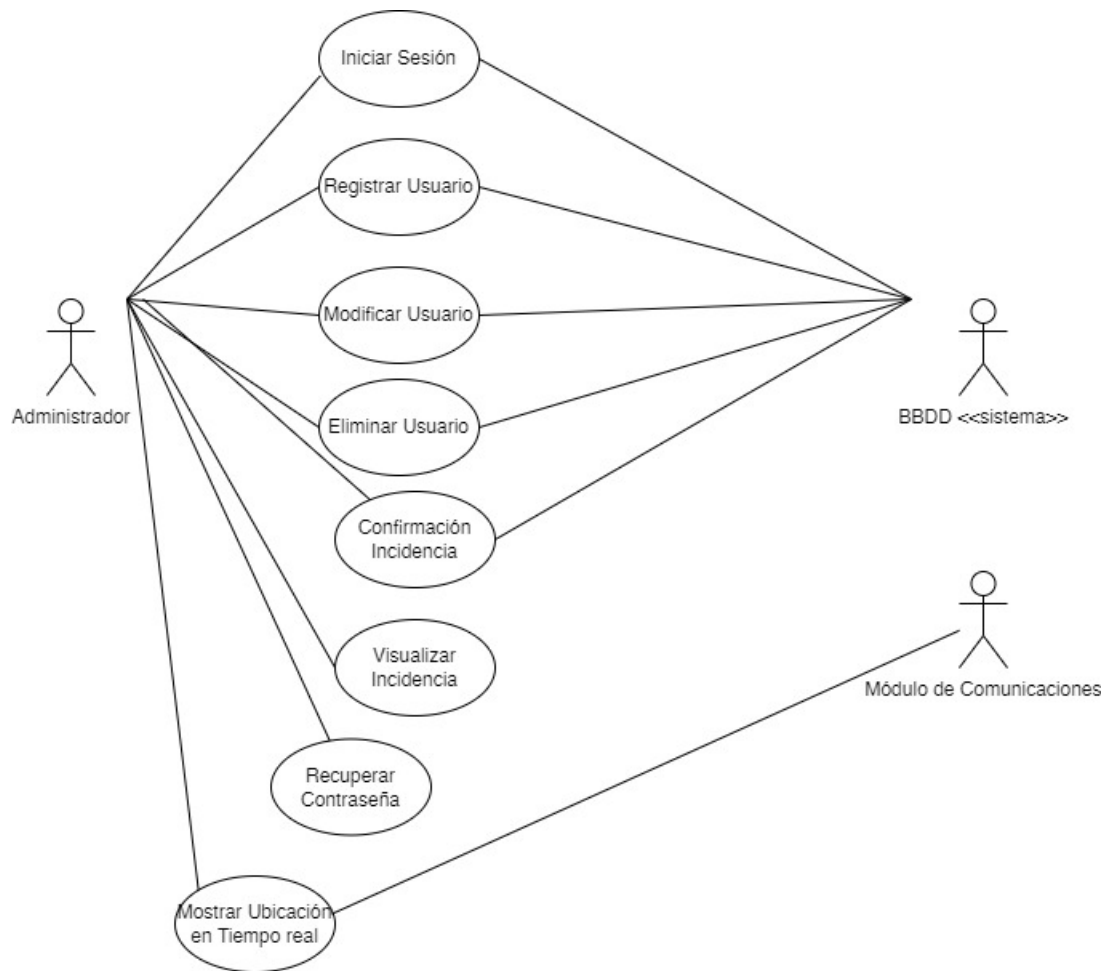 Iniciar Sesión
Registrar Usuario
Modificar Usuario
Administrador
BBDD <<sistema>>
Eliminar Usuario
Confirmación
Incidencia
Visualizar
Incidencia
Módulo de Comunicaciones
Recuperar
Contraseña
Mostrar Ubicación
en Tiempo real